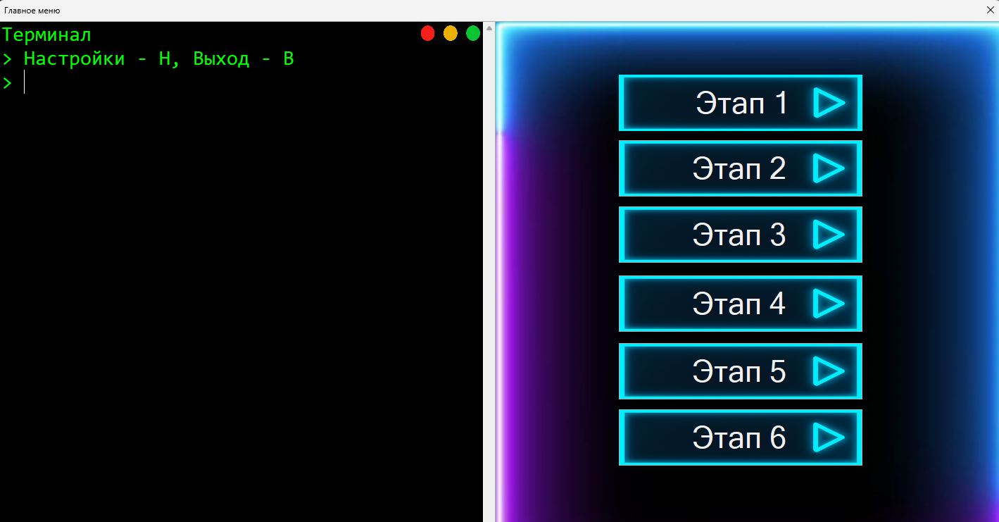 Главное меню
Терминал
> Настройки - Н, Выход - В
>
Этап 1
Этап 2
Этап 3
Этап 4
Этап 5
Этап 6